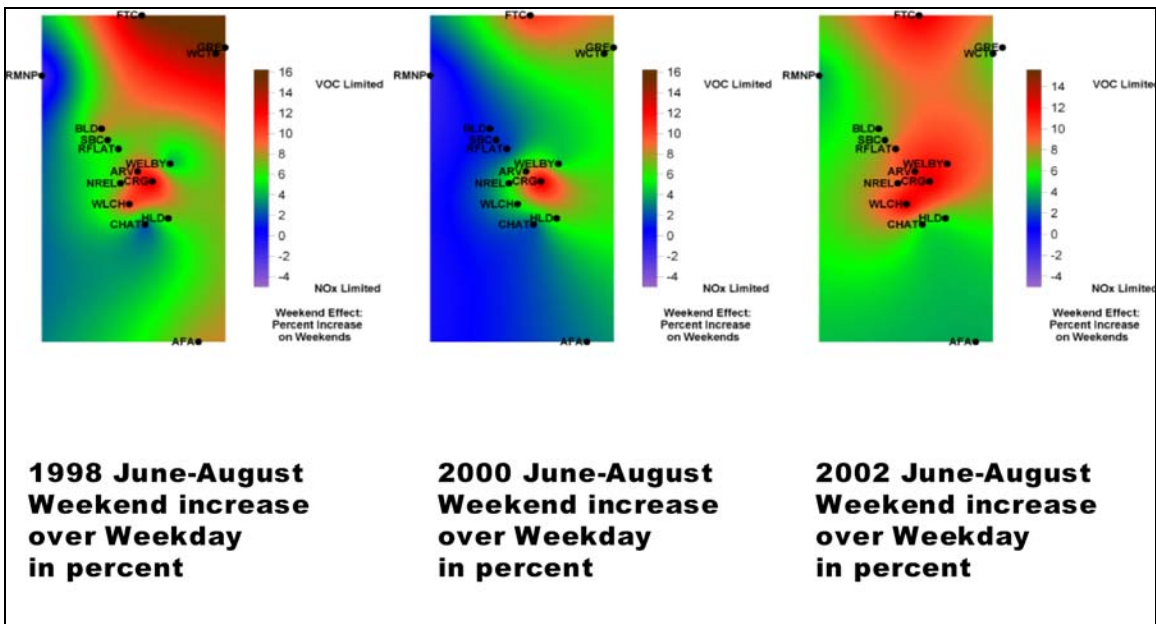 FTC
GRE
WCT
RMNP
BLD
SBC
RFLAT
WELBY
ARV
NREL
CRG
WLCH
HLD
CHAT
AFA
16
14
12
10
8
6
4
2
0
-2
-4
VOC Limited
NOx Limited
Weekend Effect:
Percent Increase
on Weekends
FTC
GRE
WCT
RMNP
BLD
SBC
RFLAT
WELBY
ARV
NREL
CRG
WLCH
HLD
CHAT
AFA
16
14
12
10
8
6
4
2
0
-2
-4
VOC Limited
NOx Limited
Weekend Effect:
Percent Increase
on Weekends
FTC
GRE
WCT
RMNP
BLD
SBC
RFLAT
WELBY
ARV
NREL
CRG
WLCH
HLD
CHAT
AFA
14
12
10
8
6
4
2
0
-2
-4
VOC Limited
NOx Limited
Weekend Effect:
Percent Increase
on Weekends
1998 June-August
Weekend increase
over Weekday
in percent
2000 June-August
Weekend increase
over Weekday
in percent
2002 June-August
Weekend increase
over Weekday
in percent